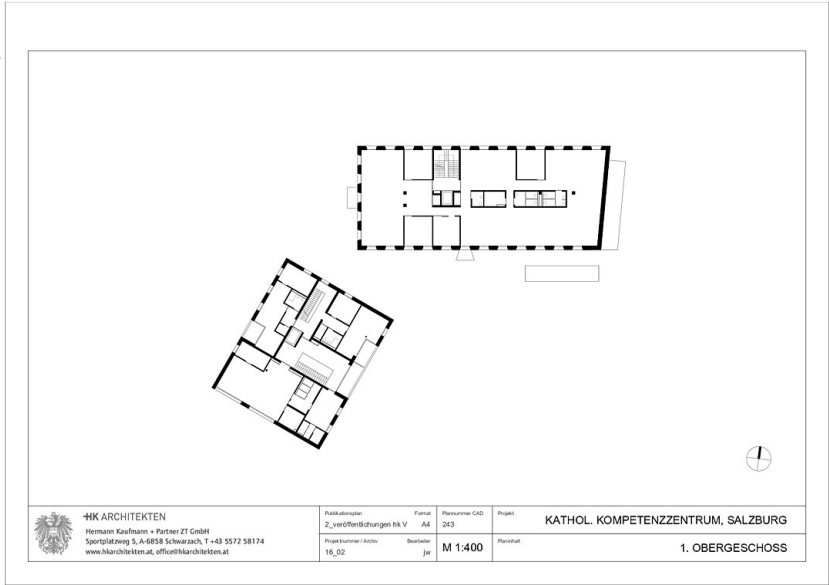 HK ARCHITEKTEN
Hermann Kaufmann + Partner ZT GmbH
Sportplatzweg 5, A-6858 Schwarzach, T +43 5572 58174
www.hkarchitekten.at, office@hkarchitekten.at
Publikationsplan
Format
2_veröffentlichungen hk V
A4
Projektnummer / Archiv
Bearbeiter
16_02
jw
Plannummer CAD
243
M 1:400
Projekt
KATHOL. KOMPETENZZENTRUM, SALZBURG
Planinhalt
1. OBERGESCHOSS